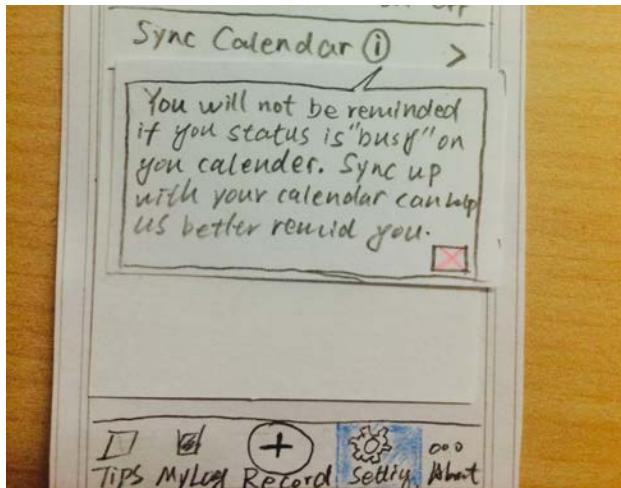 Sync Calendar ⓘ >
You will not be reminded
if you status is "busy" on
you calender. Sync up
with your calendar can help
us better remid you.
Tips MyLog Record Settig About